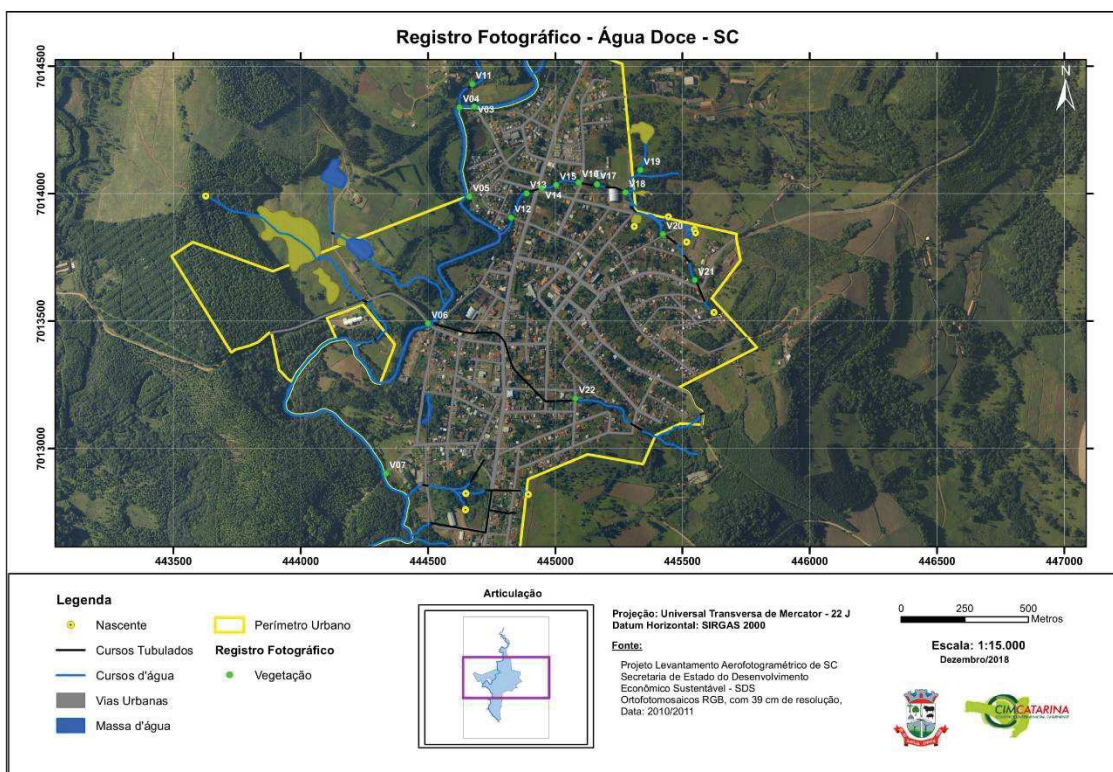 Registro Fotográfico - Água Doce - SC
7014500
7014000
7013500
7013000
N
V11
V04
V03
V05
V15
V16
V17
V19
V13
V14
V18
V12
V20
V21
V06
V22
V07
443500
444000
444500
445000
445500
446000
446500
447000
Legenda
Nascente
Cursos Tubulados
Cursos d'água
Vias Urbanas
Massa d'água
Perímetro Urbano
Registro Fotográfico
Vegetação
Articulação
Projeção: Universal Transversa de Mercator - 22 J
Datum Horizontal: SIRGAS 2000
Fonte:
Projeto Levantamento Aerofotogramétrico de SC
Secretaria de Estado do Desenvolvimento
Econômico Sustentável - SDS
Ortofotomosaicos RGB, com 39 cm de resolução,
Data: 2010/2011
0 250 500
Metros
Escala: 1:15.000
Dezembro/2018
CIMCATARINA